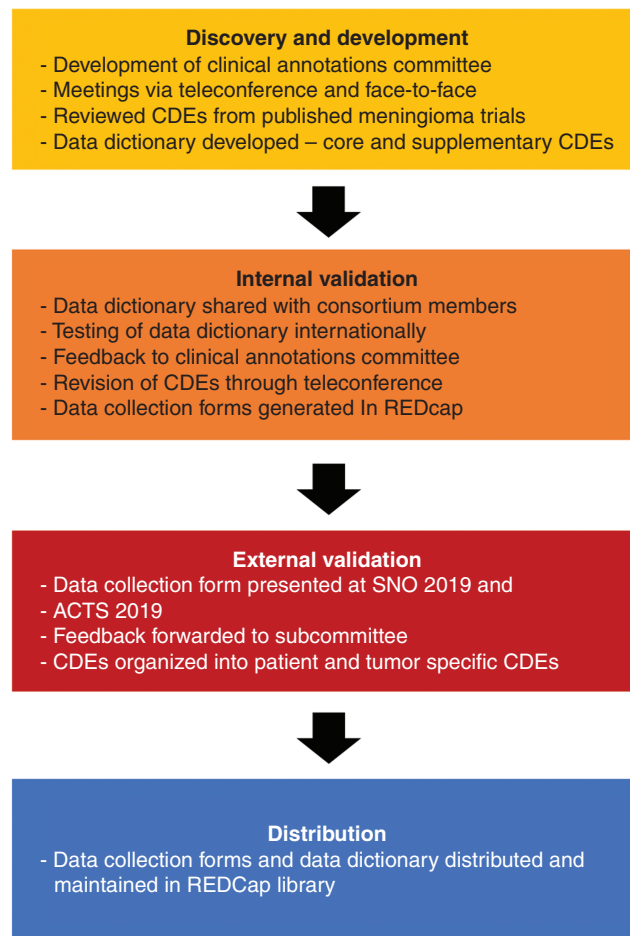 Discovery and development
- Development of clinical annotations committee
- Meetings via teleconference and face-to-face
- Reviewed CDEs from published meningioma trials
- Data dictionary developed – core and supplementary CDEs
Internal validation
- Data dictionary shared with consortium members
- Testing of data dictionary internationally
- Feedback to clinical annotations committee
- Revision of CDEs through teleconference
- Data collection forms generated In REDcap
External validation
- Data collection form presented at SNO 2019 and
- ACTS 2019
- Feedback forwarded to subcommittee
- CDEs organized into patient and tumor specific CDEs
Distribution
- Data collection forms and data dictionary distributed and
maintained in REDCap library